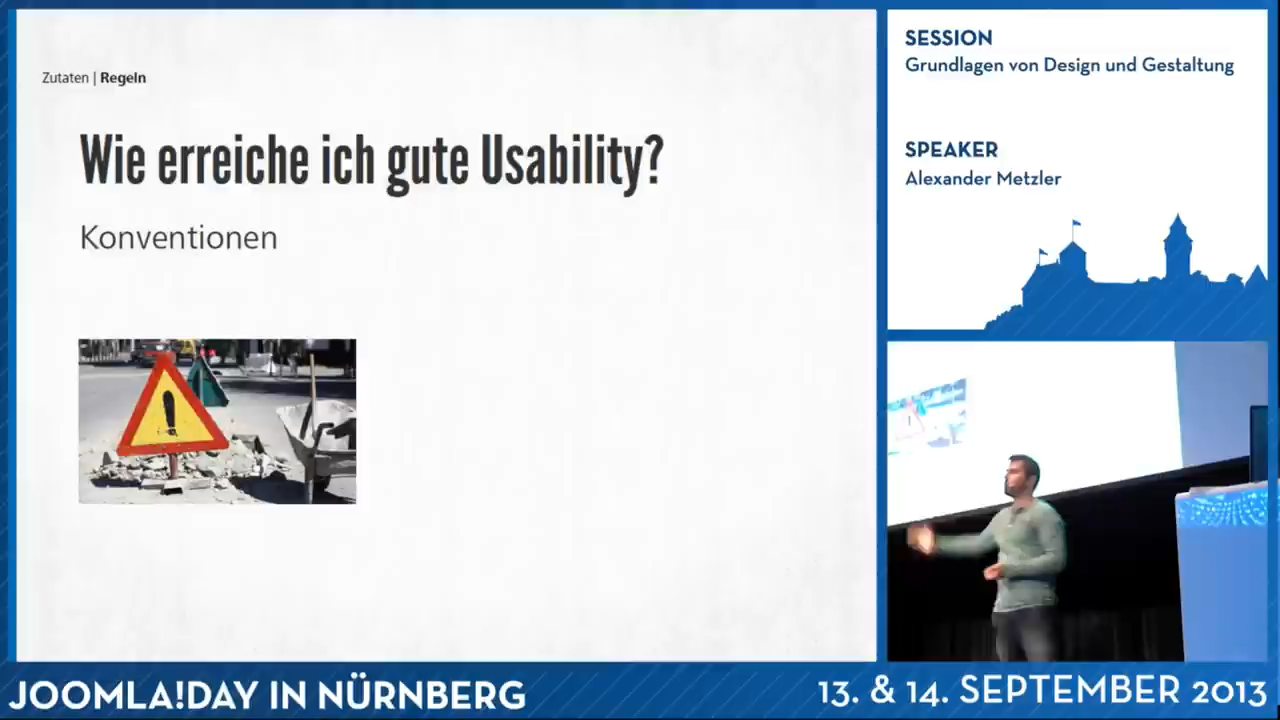 Zutaten | Regeln
Wie erreiche ich gute Usability?
Konventionen
SESSION
Grundlagen von Design und Gestaltung
SPEAKER
Alexander Metzler
JOOMLA!DAY IN NÜRNBERG
13. & 14. SEPTEMBER 2013